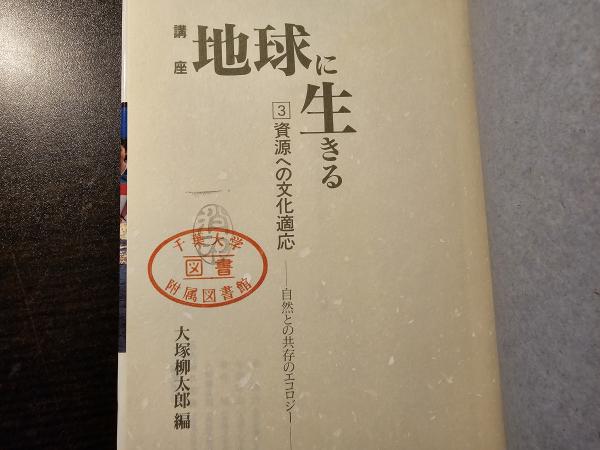 講座
地球に
生きる
3 資源への文化適応
——自然との共存のエコロジー——
大塚柳太郎 編
千葉大学
図書
附属図書館